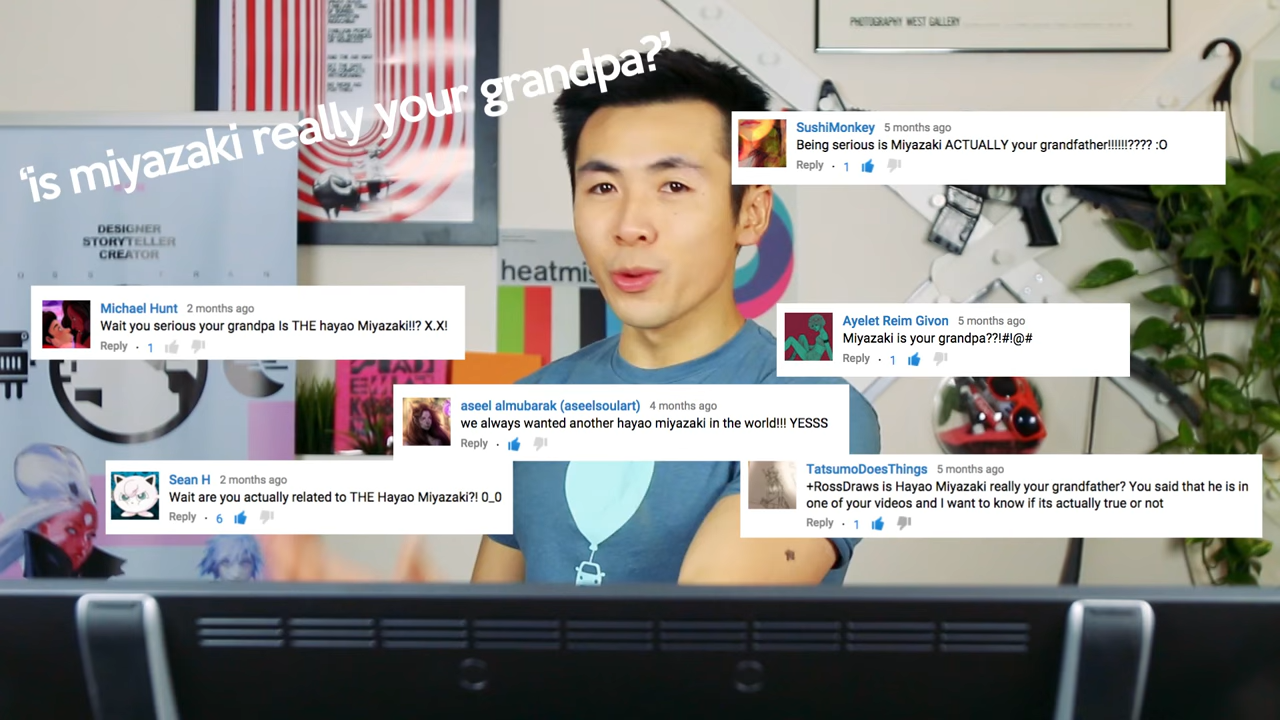 'is miyazaki really your grandpa?'
PHOTOGRAPHY WEST GALLERY
SushiMonkey 5 months ago
Being serious is Miyazaki ACTUALLY your grandfather!!!!!!???? :O
Reply · 1
DESIGNER
STORYTELLER
CREATOR
O S S T R A N
heatmis
Michael Hunt 2 months ago
Wait you serious your grandpa Is THE hayao Miyazaki!!? X.X!
Reply · 1
Ayelet Reim Givon 5 months ago
Miyazaki is your grandpa??!#!@#
Reply · 1
aseel almubarak (aseelsoulart) 4 months ago
we always wanted another hayao miyazaki in the world!!! YESSS
Reply ·
Sean H 2 months ago
Wait are you actually related to THE Hayao Miyazaki?! 0_0
Reply · 6
TatsumoDoesThings 5 months ago
+RossDraws is Hayao Miyazaki really your grandfather? You said that he is in
one of your videos and I want to know if its actually true or not
Reply · 1